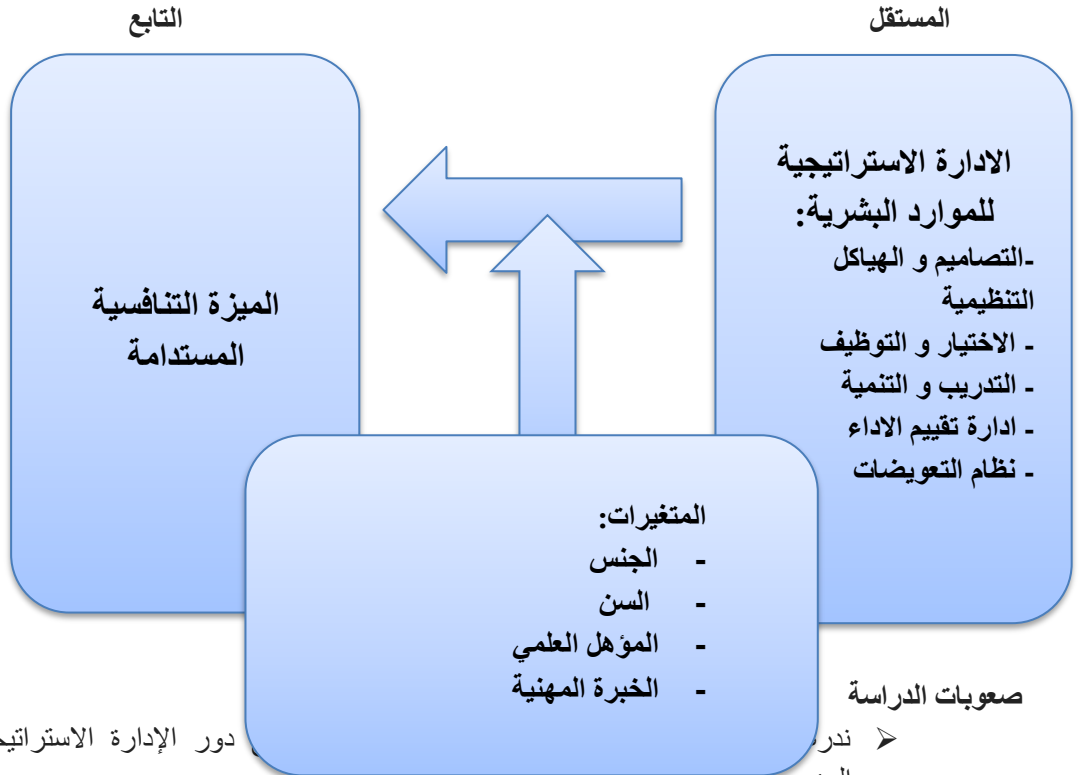 المستقل
التابع
الادارة الاستراتيجية
للموارد البشرية:
-التصاميم و الهياكل
التنظيمية
- الاختيار و التوظيف
- التدريب و التنمية
- ادارة تقييم الاداء
- نظام التعويضات
الميزة التنافسية
المستدامة
المتغيرات:
- الجنس
- السن
- المؤهل العلمي
- الخبرة المهنية
صعوبات الدراسة
➢ دور الإدارة